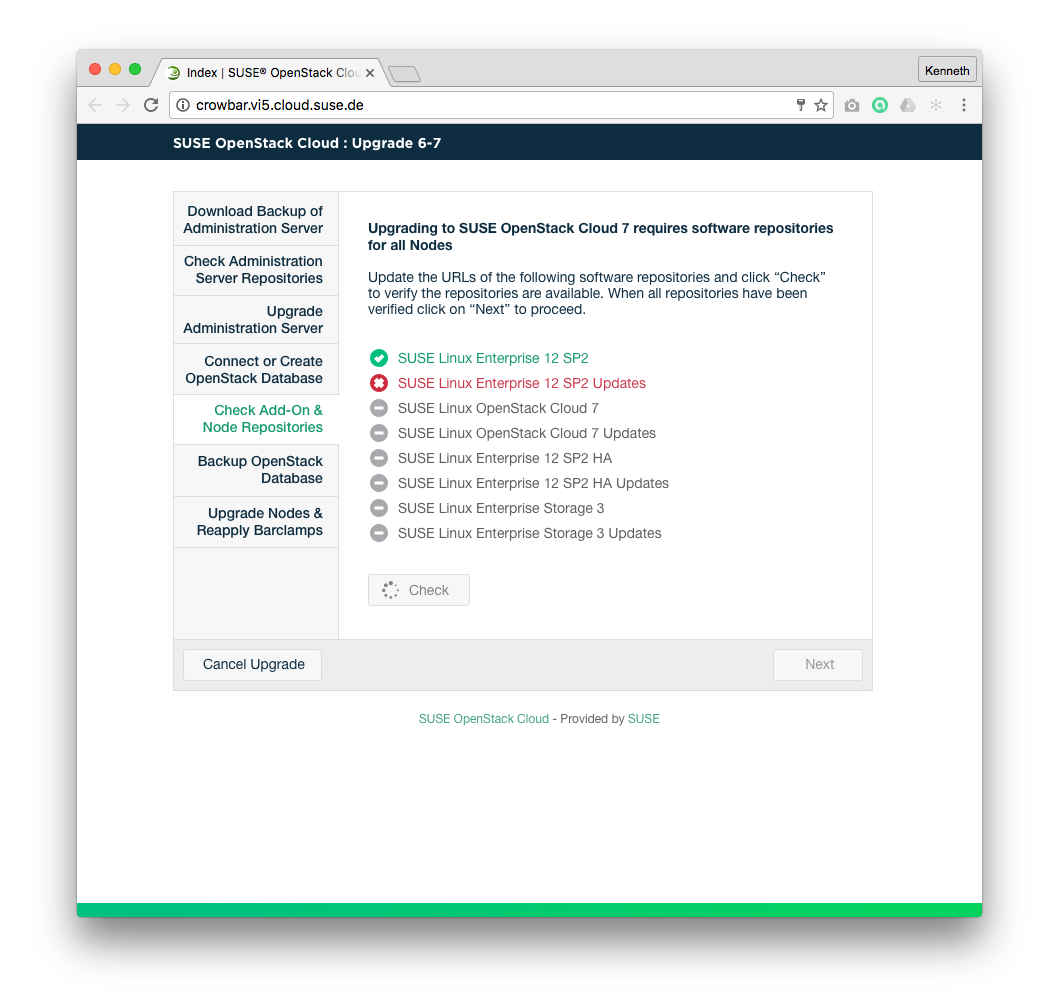 Index | SUSE® OpenStack Clou
Kenneth
crowbar.vi5.cloud.suse.de
SUSE OpenStack Cloud : Upgrade 6-7
Download Backup of
Administration Server
Check Administration
Server Repositories
Upgrade
Administration Server
Connect or Create
OpenStack Database
Check Add-On &
Node Repositories
Backup OpenStack
Database
Upgrade Nodes &
Reapply Barclamps
Upgrading to SUSE OpenStack Cloud 7 requires software repositories
for all Nodes
Update the URLs of the following software repositories and click “Check”
to verify the repositories are available. When all repositories have been
verified click on “Next” to proceed.
SUSE Linux Enterprise 12 SP2
SUSE Linux Enterprise 12 SP2 Updates
SUSE Linux OpenStack Cloud 7
SUSE Linux OpenStack Cloud 7 Updates
SUSE Linux Enterprise 12 SP2 HA
SUSE Linux Enterprise 12 SP2 HA Updates
SUSE Linux Enterprise Storage 3
SUSE Linux Enterprise Storage 3 Updates
Check
Cancel Upgrade
Next
SUSE OpenStack Cloud - Provided by SUSE